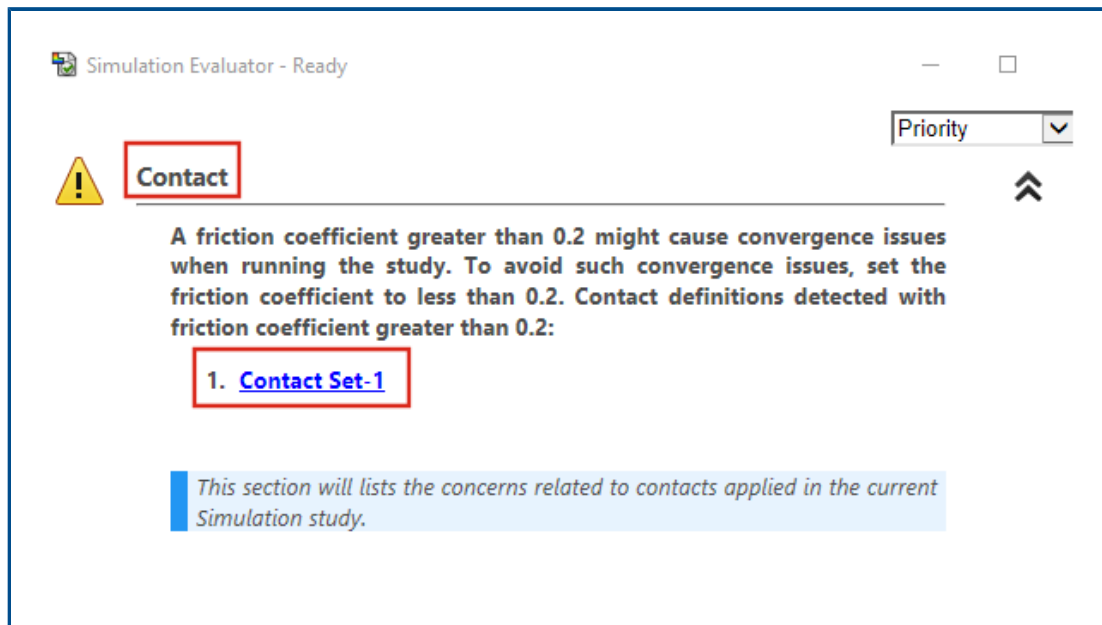 Simulation Evaluator - Ready
Priority
Contact
A friction coefficient greater than 0.2 might cause convergence issues
when running the study. To avoid such convergence issues, set the
friction coefficient to less than 0.2. Contact definitions detected with
friction coefficient greater than 0.2:
1. Contact Set-1
This section will lists the concerns related to contacts applied in the current
Simulation study.